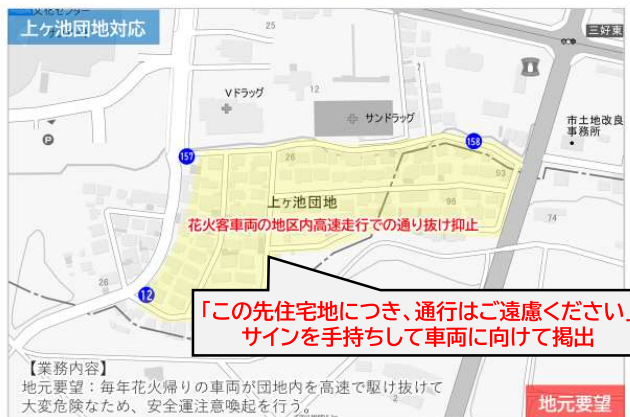 文化センター
上ヶ池団地対応
25
三好東
Vドラッグ
12
サンドラッグ
市土地改良
事務所
157
158
26
93
上ヶ池団地
96
花火客車両の地区内高速走行での通り抜け抑止
74
26
12
「この先住宅地につき、通行はご遠慮ください」
サインを手持ちして車両に向けて掲出
【業務内容】
地元要望：毎年花火帰りの車両が団地内を高速で駆け抜けて
大変危険なため、安全運注意喚起を行う。
2
地元要望